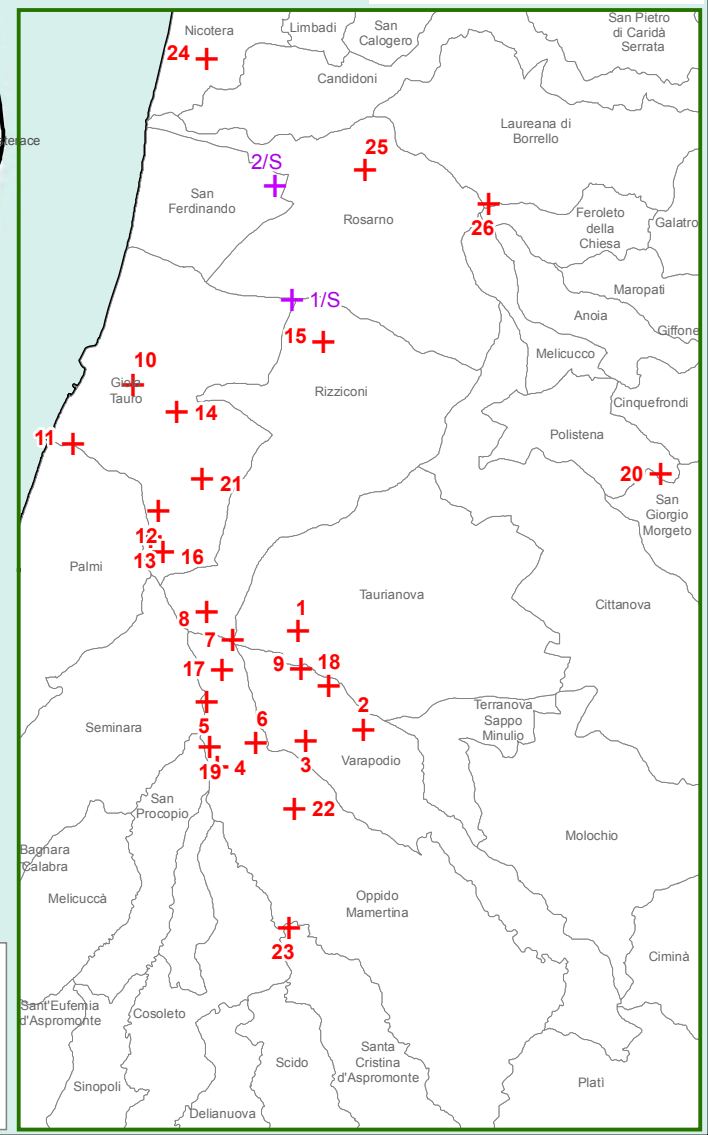 Nicotera
Limbadi
San
Calogero
San Pietro
di Caridà
Serrata
24
Candidoni
Laureana di
Borrello
terace
25
2/S
San
Ferdinando
Rosarno
26
Feroleto
della
Chiesa
Galatro
Maropati
1/S
Anoia
Giffone
15
Melicucco
10
Gioia
Tauro
Rizziconi
Cinquefrondi
14
Polistena
11
20
21
San
Giorgio
Morgeto
12
13
16
Palmi
Taurianova
Cittanova
8
1
7
9
18
17
2
Terranova
Sappo
Minulio
Seminara
5
6
3
Varapodio
19
4
San
Procopio
22
Molochio
Bagnara
Calabra
Melicuccà
Oppido
Mamertina
23
Ciminà
Sant'Eufemia
d'Aspromonte
Cosoleto
Scido
Santa
Cristina
d'Aspromonte
Sinopoli
Platì
Delianuova